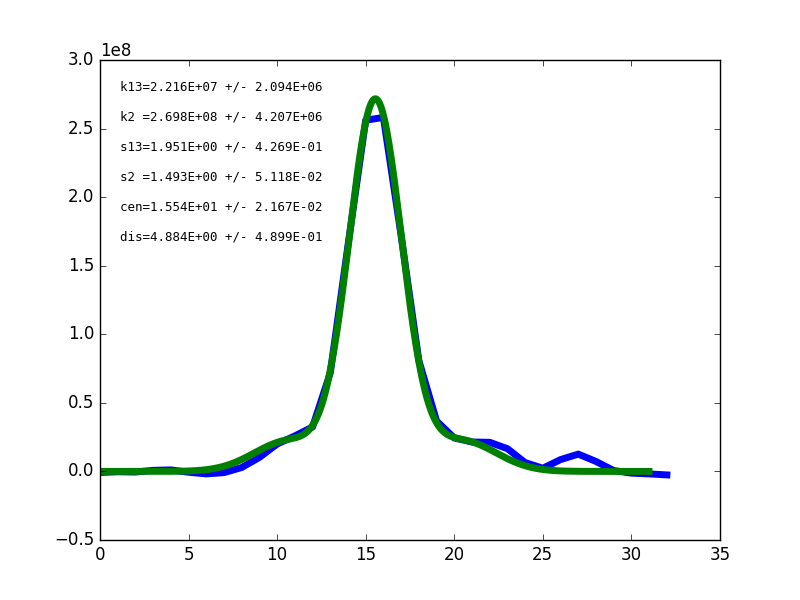 1e8
3.0
k13=2.216E+07 +/- 2.094E+06
k2 =2.698E+08 +/- 4.207E+06
2.5
s13=1.951E+00 +/- 4.269E-01
s2 =1.493E+00 +/- 5.118E-02
2.0
cen=1.554E+01 +/- 2.167E-02
dis=4.884E+00 +/- 4.899E-01
1.5
1.0
0.5
0.0
−0.5
0 5 10 15 20 25 30 35